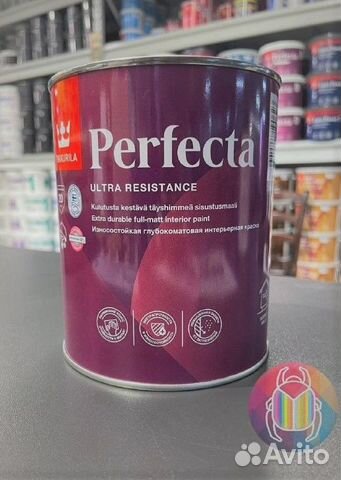 TIKKURILA
Perfecta
ULTRA RESISTANCE
Kulutusta kestävä täyshimmeä sisustusmaali
Extra durable full-matt interior paint
Износостойкая глубокоматовая интерьерная краска
Avito